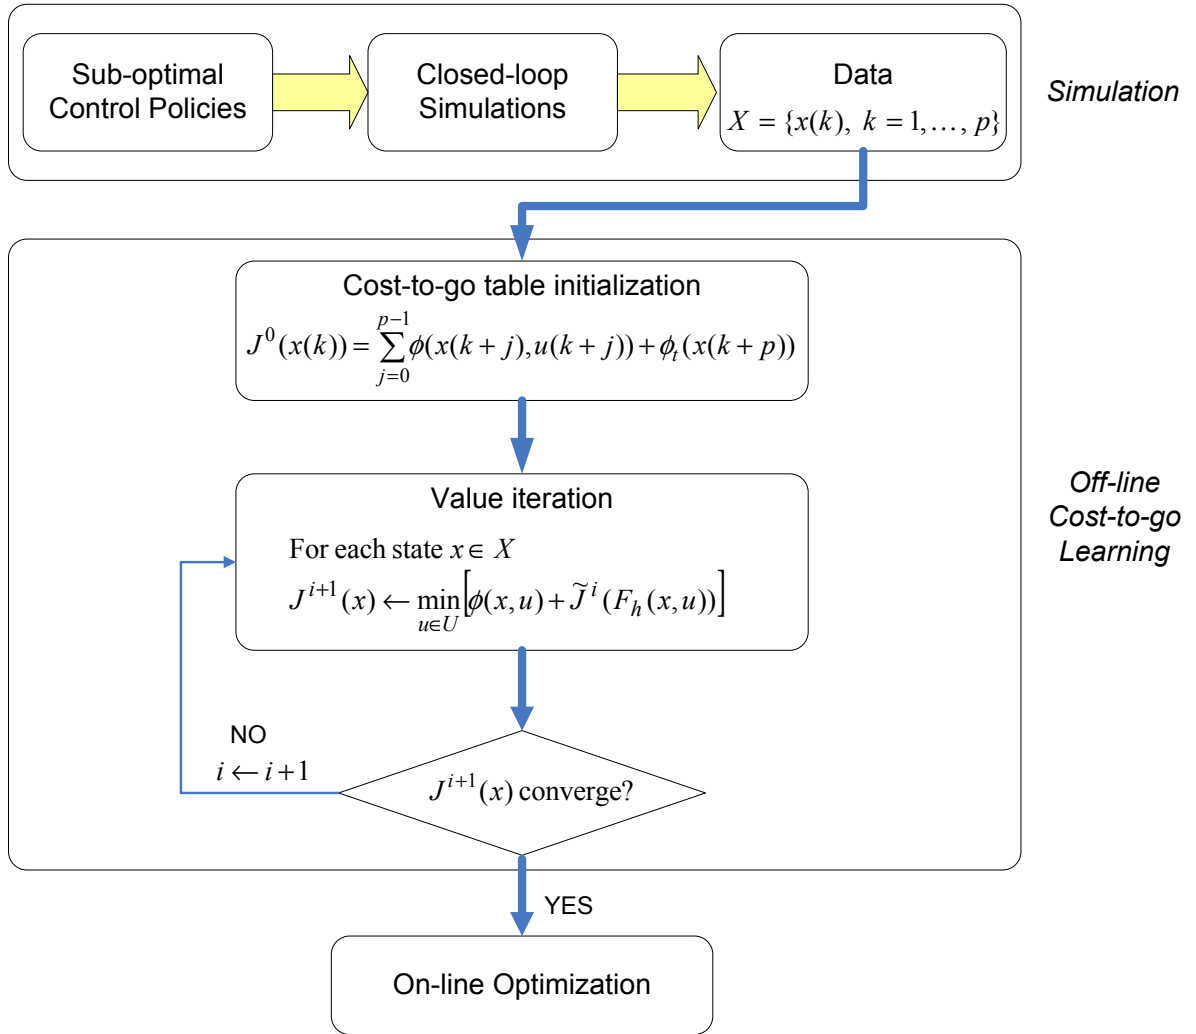 Sub-optimal
Control Policies
Closed-loop
Simulations
Data
X = {x(k), k = 1,…, p}
Simulation
Cost-to-go table initialization
J⁰(x(k)) = ∑_{j=0}^{p−1} ϕ(x(k + j),u(k + j)) + ϕ_t(x(k + p))
Value iteration
For each state x ∈ X
J^{i+1}(x) ← min_{u∈U}[ϕ(x,u) + J̃^i(F_h(x,u))]
Off-line
Cost-to-go
Learning
NO
i ← i +1
J^{i+1}(x) converge?
YES
On-line Optimization